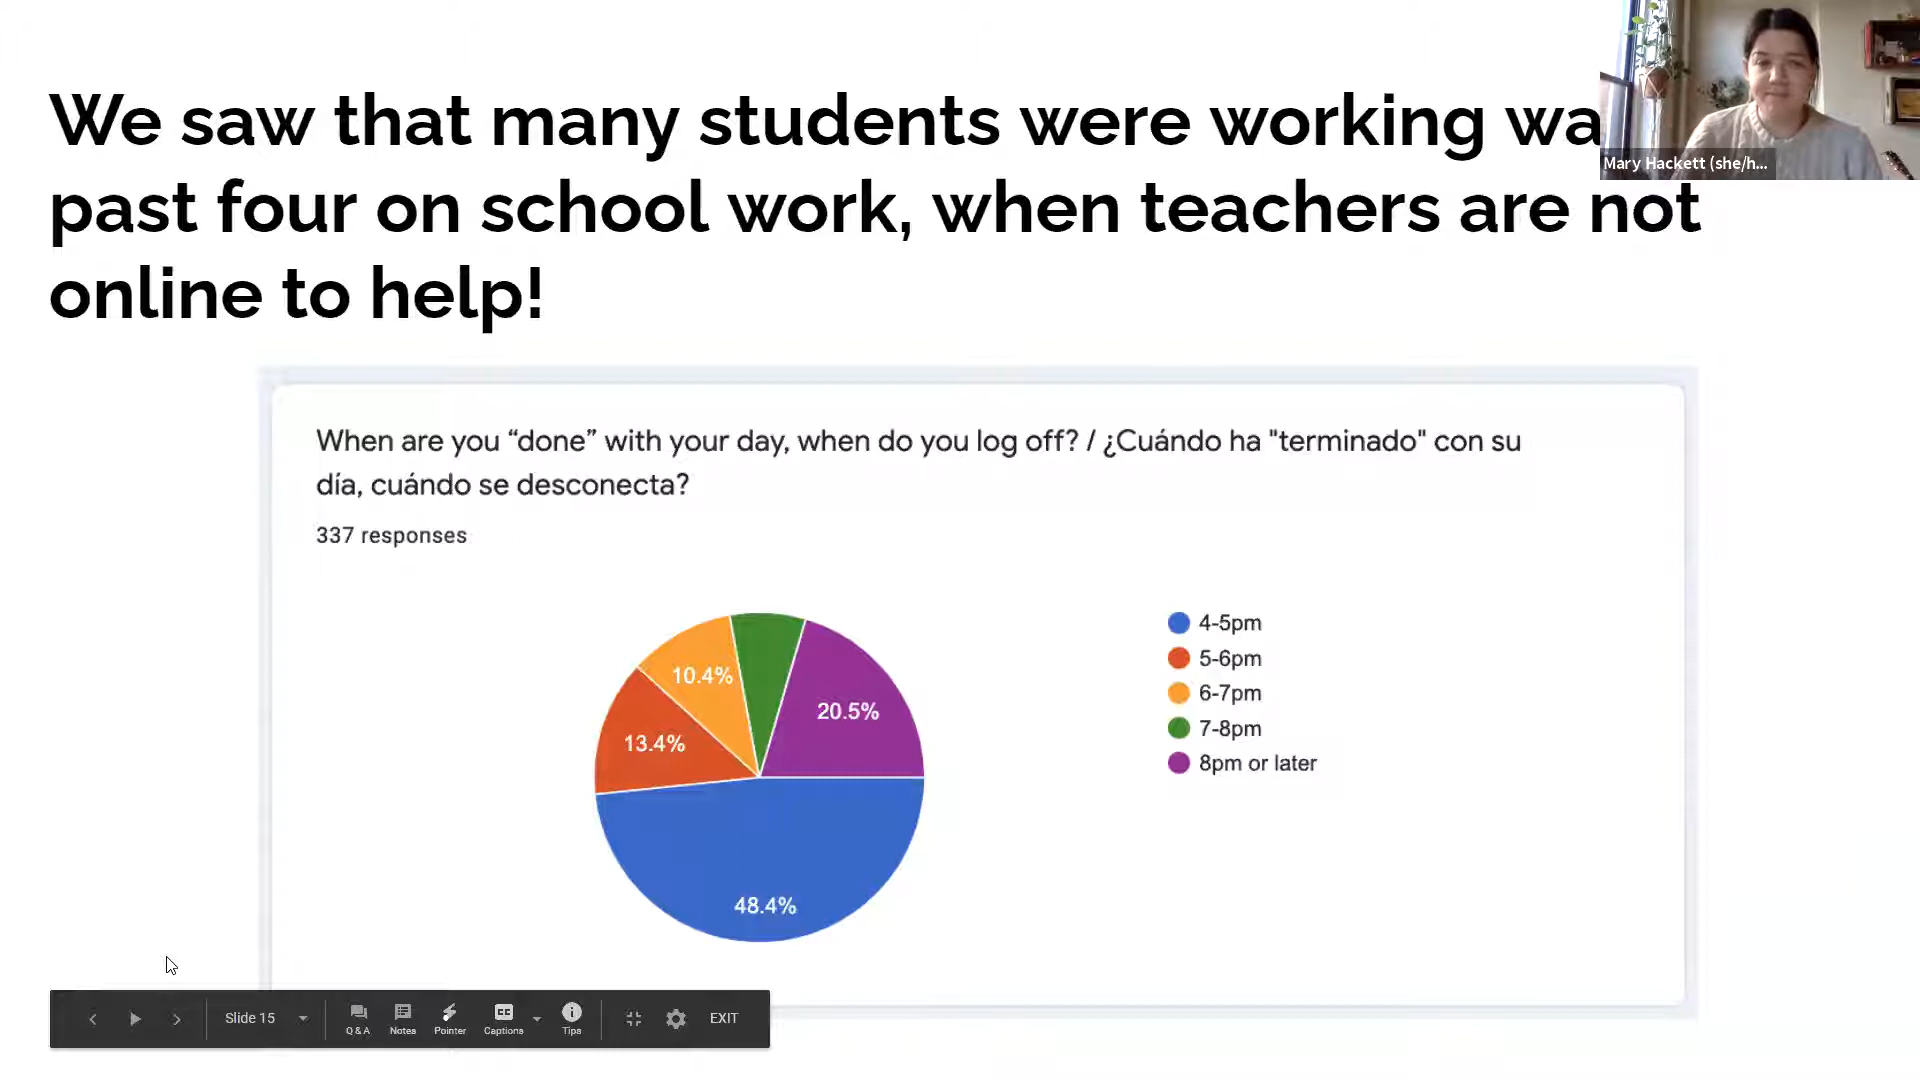 We saw that many students were working wa
past four on school work, when teachers are not
online to help!
Mary Hackett (she/h...
When are you “done” with your day, when do you log off? / ¿Cuándo ha "terminado" con su
día, cuándo se desconecta?
337 responses
4-5pm
5-6pm
6-7pm
7-8pm
8pm or later
10.4%
20.5%
13.4%
48.4%
Slide 15
Q & A
Notes
Pointer
Captions
Tips
EXIT